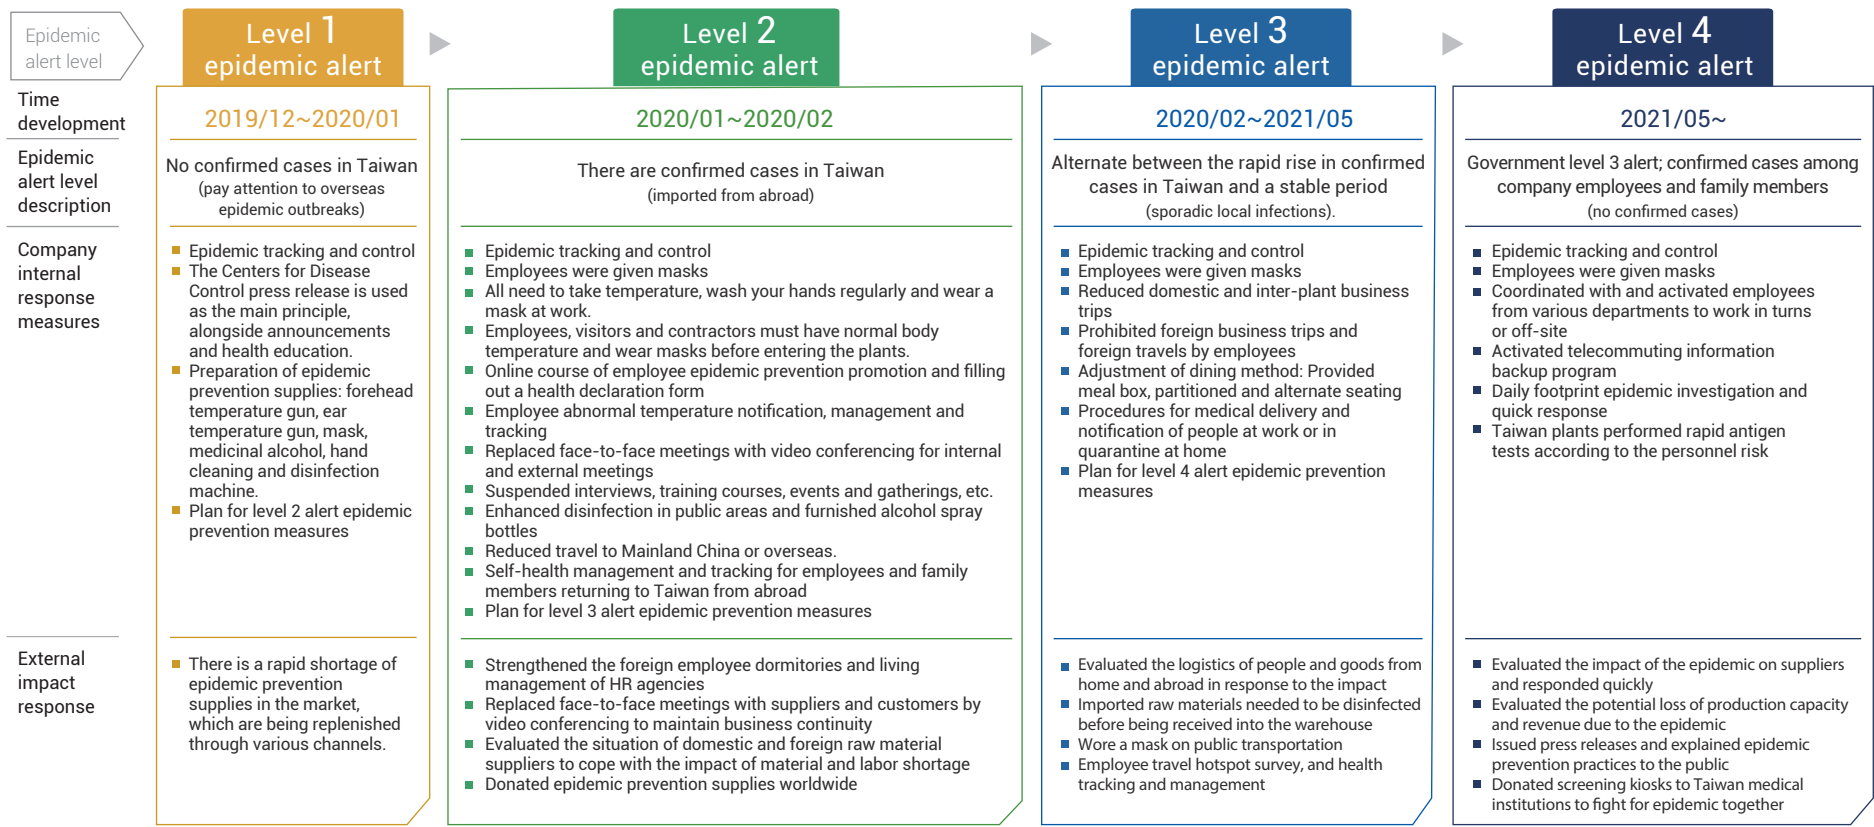 Epidemic
alert level
Level 1
epidemic alert
Level 2
epidemic alert
Level 3
epidemic alert
Level 4
epidemic alert
Time
development
2019/12~2020/01
2020/01~2020/02
2020/02~2021/05
2021/05~
Epidemic
alert level
description
No confirmed cases in Taiwan
(pay attention to overseas
epidemic outbreaks)
There are confirmed cases in Taiwan
(imported from abroad)
Alternate between the rapid rise in confirmed
cases in Taiwan and a stable period
(sporadic local infections).
Government level 3 alert; confirmed cases among
company employees and family members
(no confirmed cases)
Company
internal
response
measures
Epidemic tracking and control
The Centers for Disease
Control press release is used
as the main principle,
alongside announcements
and health education.
Preparation of epidemic
prevention supplies: forehead
temperature gun, ear
temperature gun, mask,
medicinal alcohol, hand
cleaning and disinfection
machine.
Plan for level 2 alert epidemic
prevention measures
Epidemic tracking and control
Employees were given masks
All need to take temperature, wash your hands regularly and wear a
mask at work.
Employees, visitors and contractors must have normal body
temperature and wear masks before entering the plants.
Online course of employee epidemic prevention promotion and filling
out a health declaration form
Employee abnormal temperature notification, management and
tracking
Replaced face-to-face meetings with video conferencing for internal
and external meetings
Suspended interviews, training courses, events and gatherings, etc.
Enhanced disinfection in public areas and furnished alcohol spray
bottles
Reduced travel to Mainland China or overseas.
Self-health management and tracking for employees and family
members returning to Taiwan from abroad
Plan for level 3 alert epidemic prevention measures
Epidemic tracking and control
Employees were given masks
Reduced domestic and inter-plant business
trips
Prohibited foreign business trips and
foreign travels by employees
Adjustment of dining method: Provided
meal box, partitioned and alternate seating
Procedures for medical delivery and
notification of people at work or in
quarantine at home
Plan for level 4 alert epidemic prevention
measures
Epidemic tracking and control
Employees were given masks
Coordinated with and activated employees
from various departments to work in turns
or off-site
Activated telecommuting information
backup program
Daily footprint epidemic investigation and
quick response
Taiwan plants performed rapid antigen
tests according to the personnel risk
External
impact
response
There is a rapid shortage of
epidemic prevention
supplies in the market,
which are being replenished
through various channels.
Strengthened the foreign employee dormitories and living
management of HR agencies
Replaced face-to-face meetings with suppliers and customers by
video conferencing to maintain business continuity
Evaluated the situation of domestic and foreign raw material
suppliers to cope with the impact of material and labor shortage
Donated epidemic prevention supplies worldwide
Evaluated the logistics of people and goods from
home and abroad in response to the impact
Imported raw materials needed to be disinfected
before being received into the warehouse
Wore a mask on public transportation
Employee travel hotspot survey, and health
tracking and management
Evaluated the impact of the epidemic on suppliers
and responded quickly
Evaluated the potential loss of production capacity
and revenue due to the epidemic
Issued press releases and explained epidemic
prevention practices to the public
Donated screening kiosks to Taiwan medical
institutions to fight for epidemic together